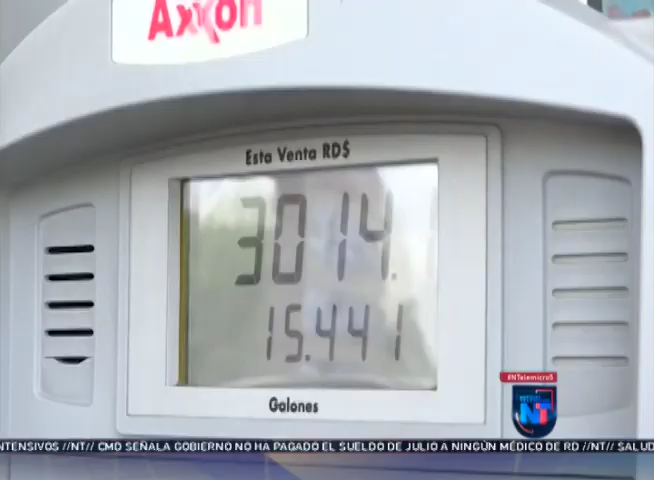 Axxon
Esta Venta RD$
3014.
15.441
Galones
#NTelemicro5
NT
NTENSIVOS //NT// CMD SEÑALA GOBIERNO NO HA PAGADO EL SUELDO DE JULIO A NINGÚN MÉDICO DE RD //NT// SALUD